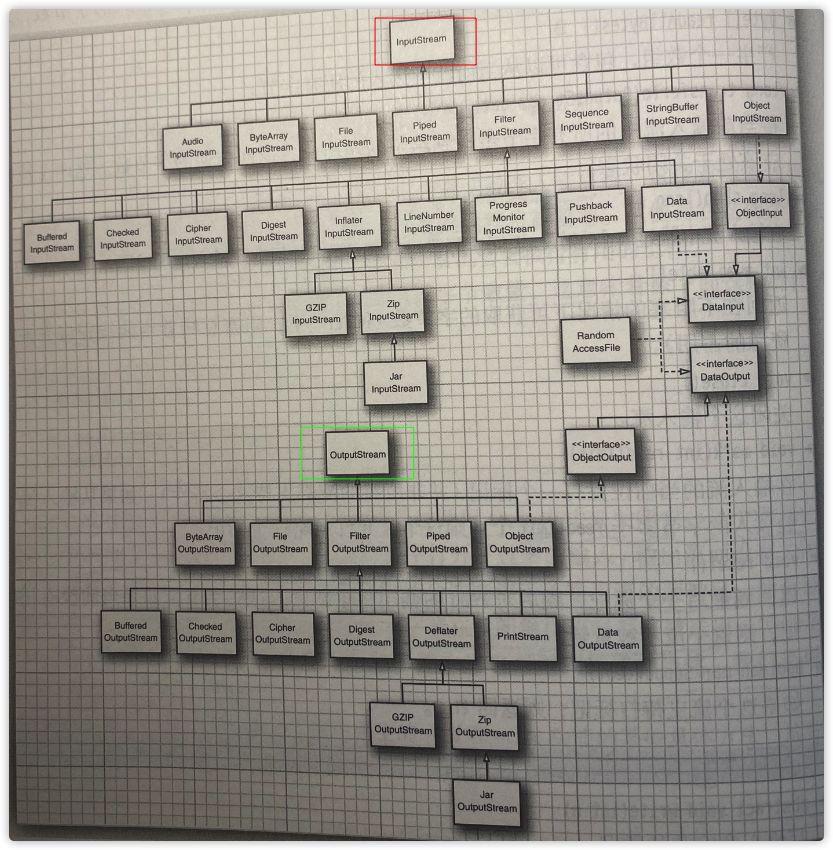 InputStream
Audio
InputStream
ByteArray
InputStream
File
InputStream
Piped
InputStream
Filter
InputStream
Sequence
InputStream
StringBuffer
InputStream
Object
InputStream
Buffered
InputStream
Checked
InputStream
Cipher
InputStream
Digest
InputStream
Inflater
InputStream
LineNumber
InputStream
Progress
Monitor
InputStream
Pushback
InputStream
Data
InputStream
<<interface>>
ObjectInput
GZIP
InputStream
Zip
InputStream
<<interface>>
DataInput
Random
AccessFile
Jar
InputStream
<<interface>>
DataOutput
OutputStream
<<interface>>
ObjectOutput
ByteArray
OutputStream
File
OutputStream
Filter
OutputStream
Piped
OutputStream
Object
OutputStream
Buffered
OutputStream
Checked
OutputStream
Cipher
OutputStream
Digest
OutputStream
Deflater
OutputStream
PrintStream
Data
OutputStream
GZIP
OutputStream
Zip
OutputStream
Jar
OutputStream